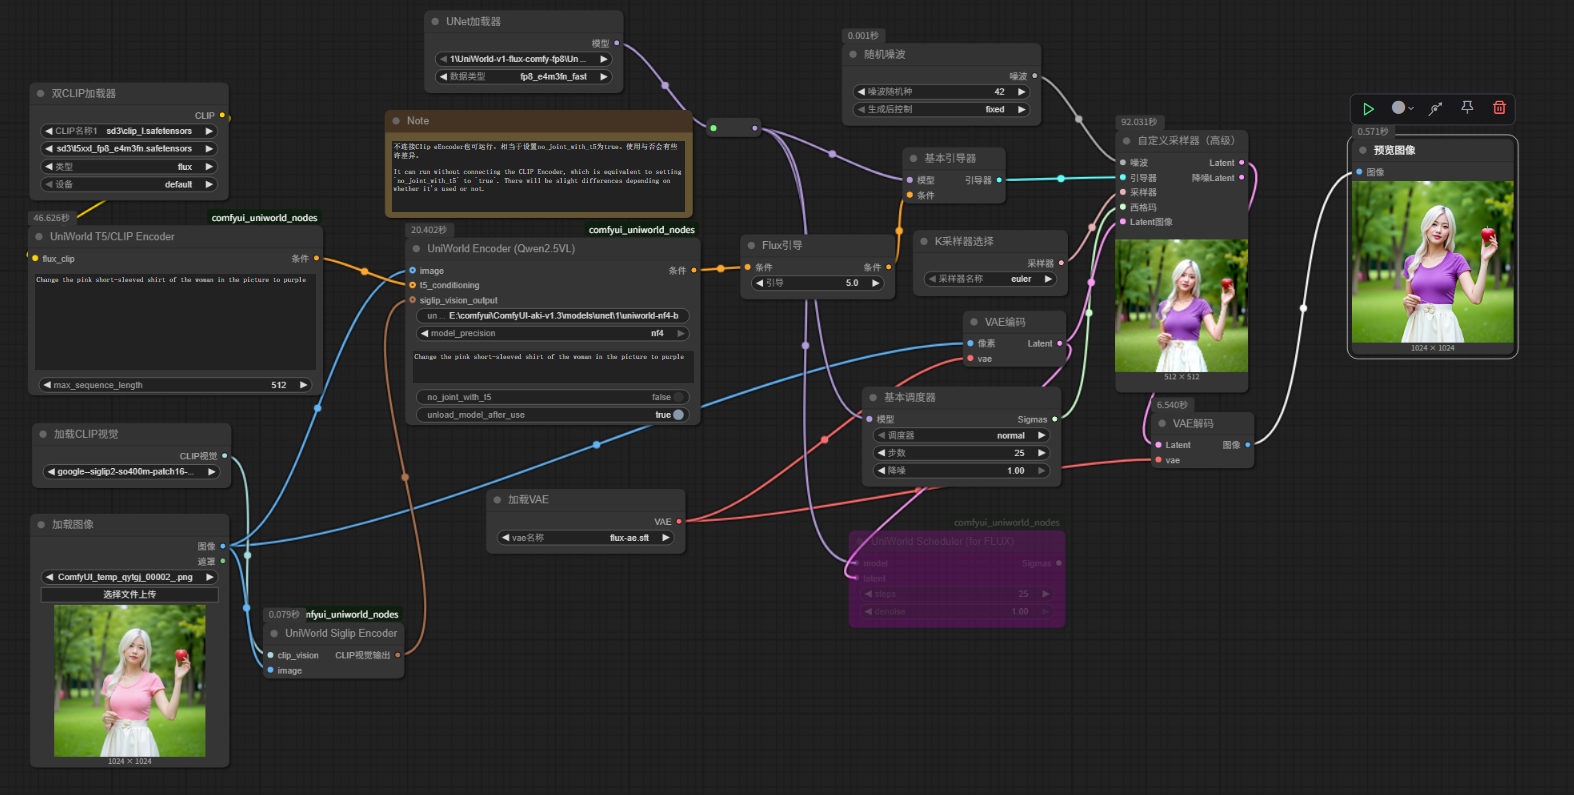 UNet加载器
模型
1\UniWorld-v1-flux-comfy-fp8\Un ...
数据类型 fp8_e4m3fn_fast
双CLIP加载器
CLIP
CLIP名称1 sd3\clip_l.safetensors
sd3\t5xxl_fp8_e4m3fn.safetensors
类型 flux
设备 default
Note
不连接Clip eEncoder也可运行，相当于设置no_joint_with_t5为true。使用与否会有些
许差异。
It can run without connecting the CLIP Encoder, which is equivalent to setting
`no_joint_with_t5` to `true`. There will be slight differences depending on
whether it's used or not.
0.001秒
随机噪波
噪波
噪波随机种 42
生成后控制 fixed
46.626秒
comfyui_uniworld_nodes
UniWorld T5/CLIP Encoder
flux_clip 条件
Change the pink short-sleeved shirt of the woman in the picture to purple
max_sequence_length 512
20.402秒
comfyui_uniworld_nodes
UniWorld Encoder (Qwen2.5VL)
image 条件
t5_conditioning
siglip_vision_output
un ... E:\comfyui\ComfyUI-aki-v1.3\models\unet\1\uniworld-nf4-b
model_precision nf4
Change the pink short-sleeved shirt of the woman in the picture to purple
no_joint_with_t5 false
unload_model_after_use true
Flux引导
条件 条件
引导 5.0
基本引导器
模型 引导器
条件
K采样器选择
采样器
采样器名称 euler
VAE编码
像素 Latent
vae
基本调度器
模型 Sigmas
调度器 normal
步数 25
降噪 1.00
92.031秒
自定义采样器（高级）
噪波 Latent
引导器 降噪Latent
采样器
西格玛
Latent图像
512 × 512
6.540秒
VAE解码
Latent 图像
vae
0.571秒
预览图像
图像
1024 × 1024
加载CLIP视觉
CLIP视觉
google--siglip2-so400m-patch16-...
加载图像
图像
遮罩
ComfyUI_temp_qytgj_00002_.png
选择文件上传
1024 × 1024
加载VAE
VAE
vae名称 flux-ae.sft
0.079秒
nfyui_uniworld_nodes
UniWorld Siglip Encoder
clip_vision CLIP视觉输出
image
comfyui_uniworld_nodes
UniWorld Scheduler (for FLUX)
model Sigmas
latent
steps 25
denoise 1.00